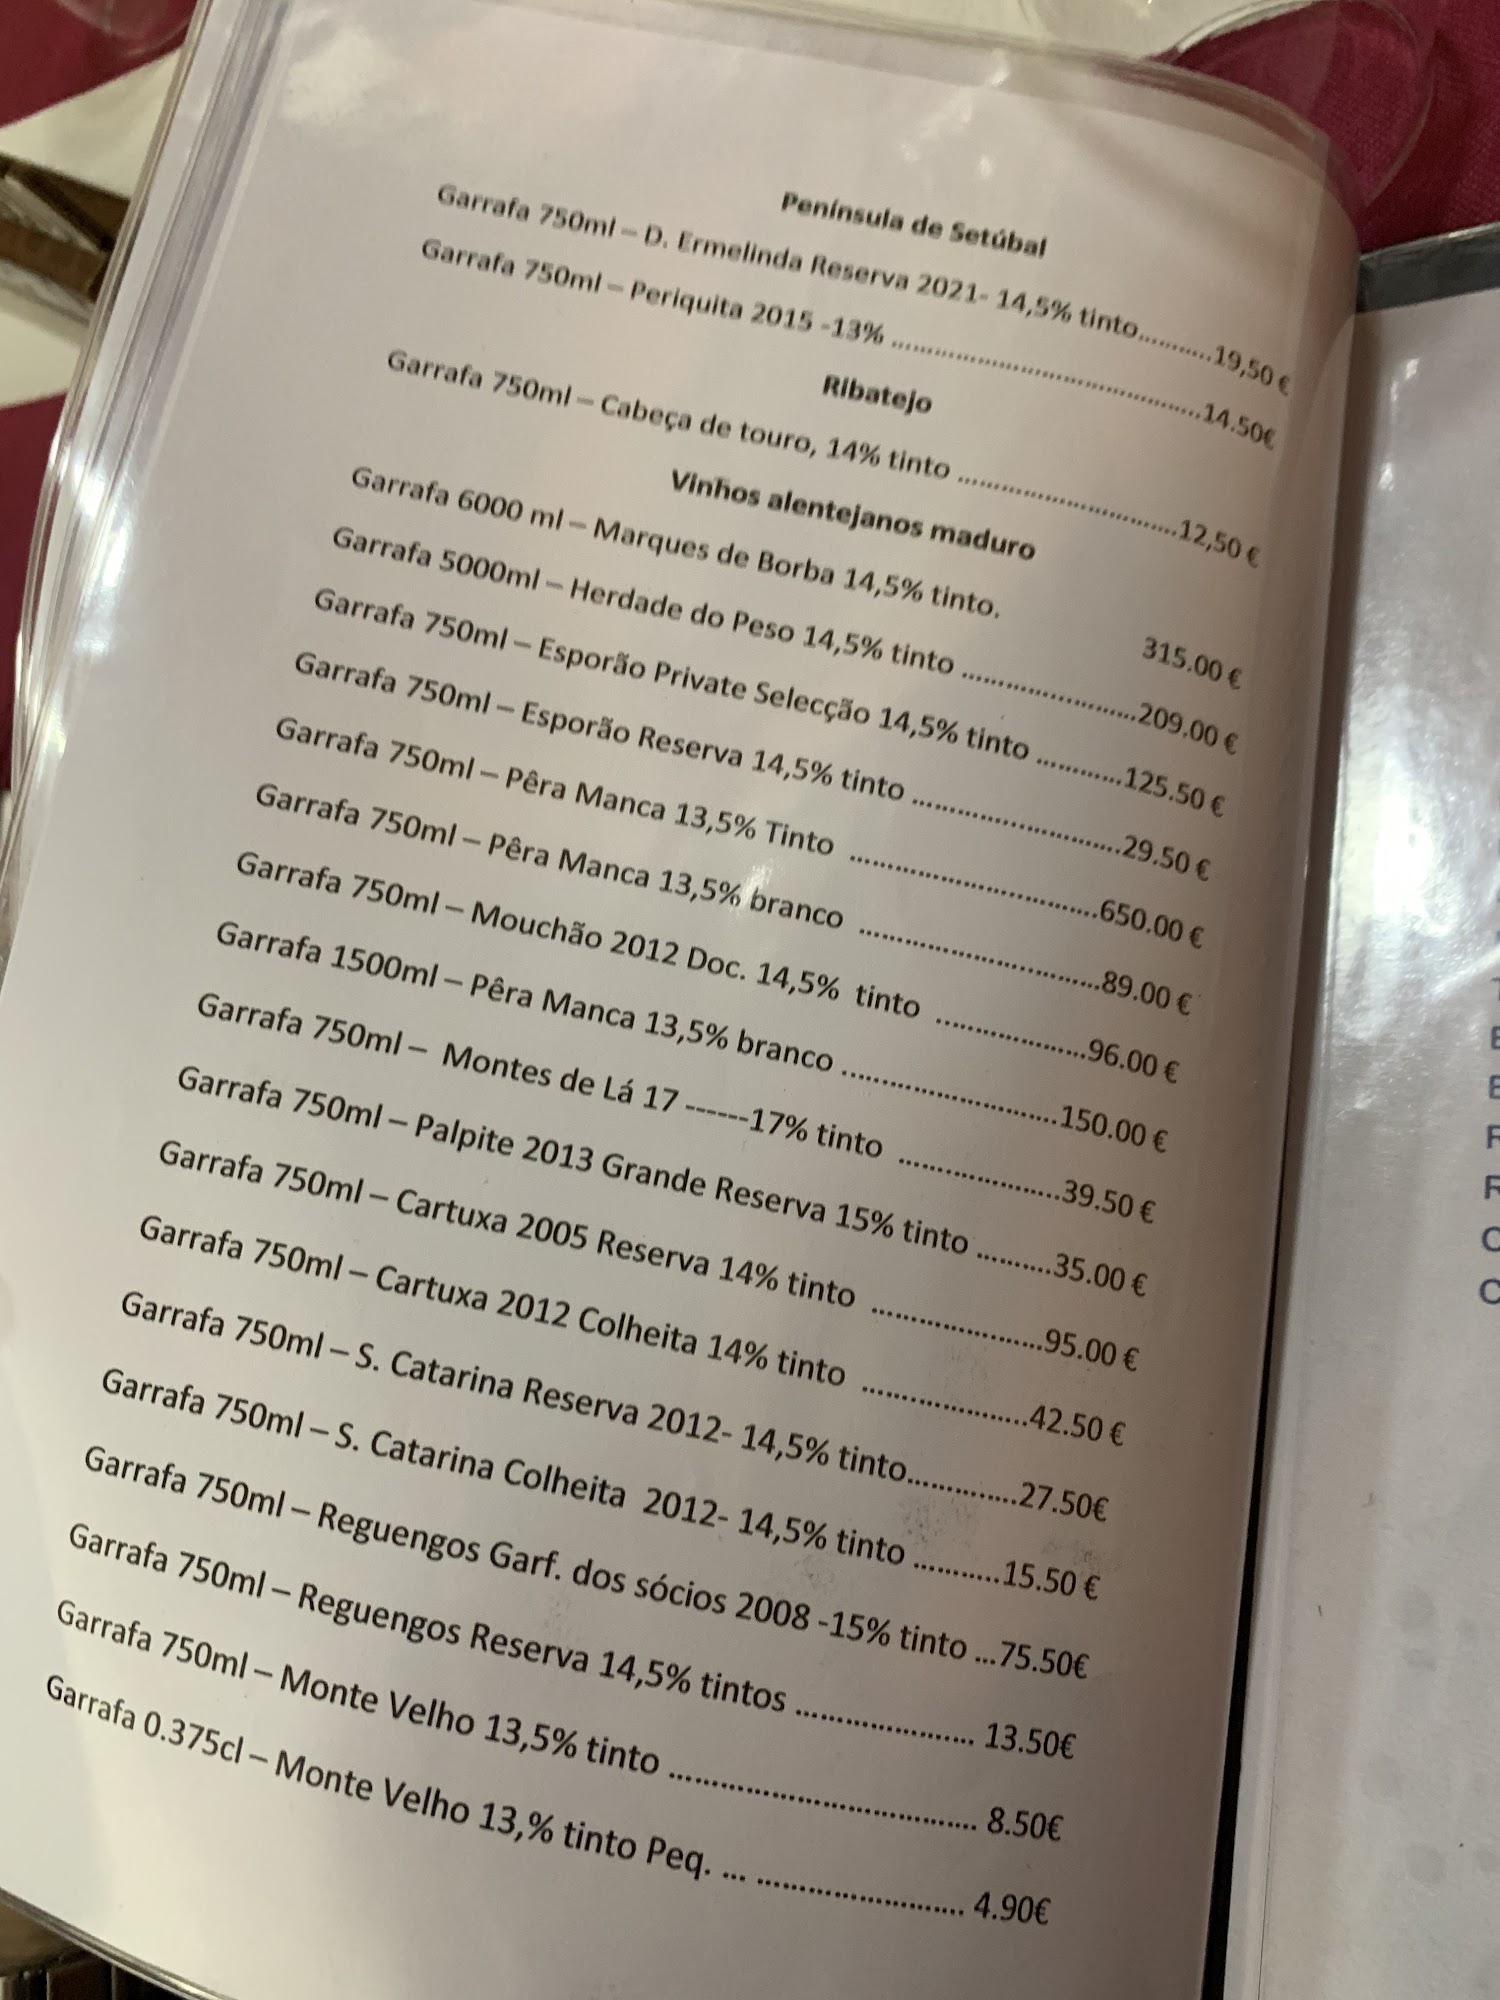 Península de Setúbal
Garrafa 750ml – D. Ermelinda Reserva 2021- 14,5% tinto...........19,50 €
Garrafa 750ml – Periquita 2015 -13% ................................................14.50€
Ribatejo
Garrafa 750ml – Cabeça de touro, 14% tinto ..................................12,50 €
Vinhos alentejanos maduro
Garrafa 6000 ml – Marques de Borba 14,5% tinto. 315.00 €
Garrafa 5000ml – Herdade do Peso 14,5% tinto ...........................209.00 €
Garrafa 750ml – Esporão Private Selecção 14,5% tinto ............125.50 €
Garrafa 750ml – Esporão Reserva 14,5% tinto ...............................29.50 €
Garrafa 750ml – Pêra Manca 13,5% Tinto ....................................650.00 €
Garrafa 750ml – Pêra Manca 13,5% branco ...................................89.00 €
Garrafa 750ml – Mouchão 2012 Doc. 14,5% tinto ......................96.00 €
Garrafa 1500ml – Pêra Manca 13,5% branco ...............................150.00 €
Garrafa 750ml – Montes de Lá 17 ------17% tinto .......................39.50 €
Garrafa 750ml – Palpite 2013 Grande Reserva 15% tinto ..........35.00 €
Garrafa 750ml – Cartuxa 2005 Reserva 14% tinto ......................95.00 €
Garrafa 750ml – Cartuxa 2012 Colheita 14% tinto .....................42.50 €
Garrafa 750ml – S. Catarina Reserva 2012- 14,5% tinto..............27.50€
Garrafa 750ml – S. Catarina Colheita 2012- 14,5% tinto ...........15.50 €
Garrafa 750ml – Reguengos Garf. dos sócios 2008 -15% tinto ...75.50€
Garrafa 750ml – Reguengos Reserva 14,5% tintos ...................... 13.50€
Garrafa 750ml – Monte Velho 13,5% tinto ...................................... 8.50€
Garrafa 0.375cl – Monte Velho 13,% tinto Peq. ... ......................... 4.90€